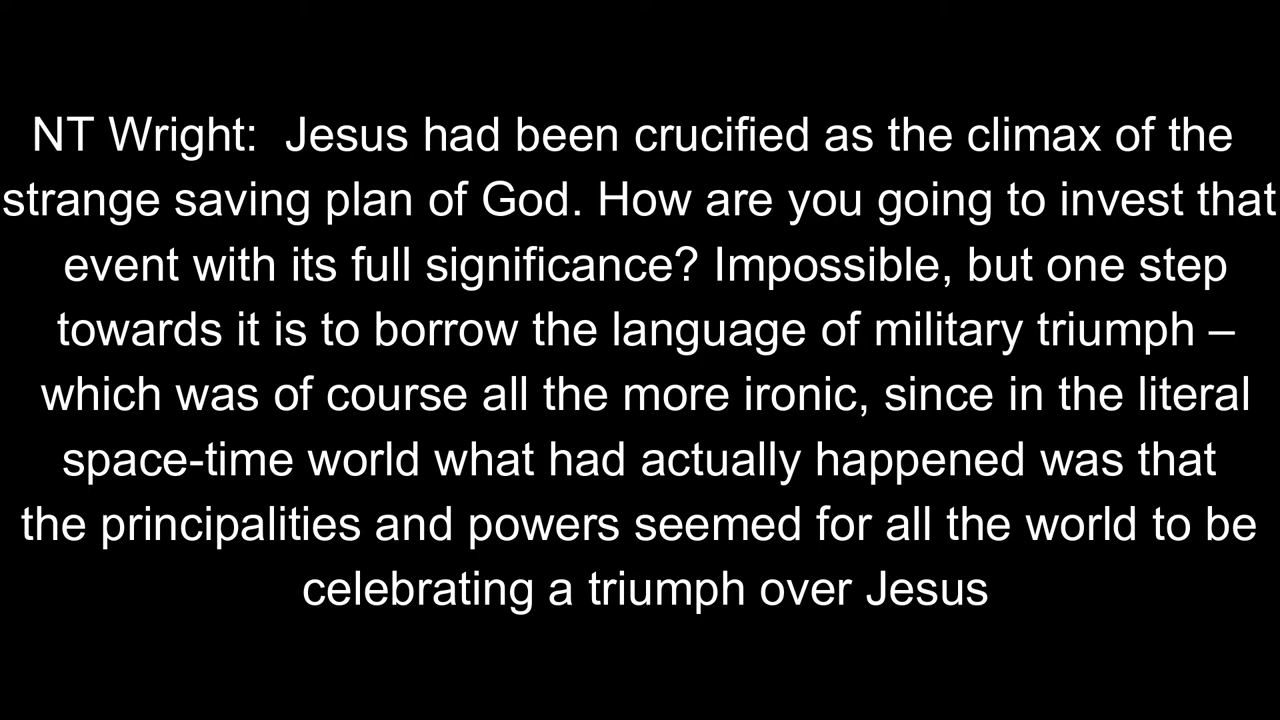 NT Wright:  Jesus had been crucified as the climax of the
strange saving plan of God. How are you going to invest that
event with its full significance? Impossible, but one step
towards it is to borrow the language of military triumph –
which was of course all the more ironic, since in the literal
space-time world what had actually happened was that
the principalities and powers seemed for all the world to be
celebrating a triumph over Jesus